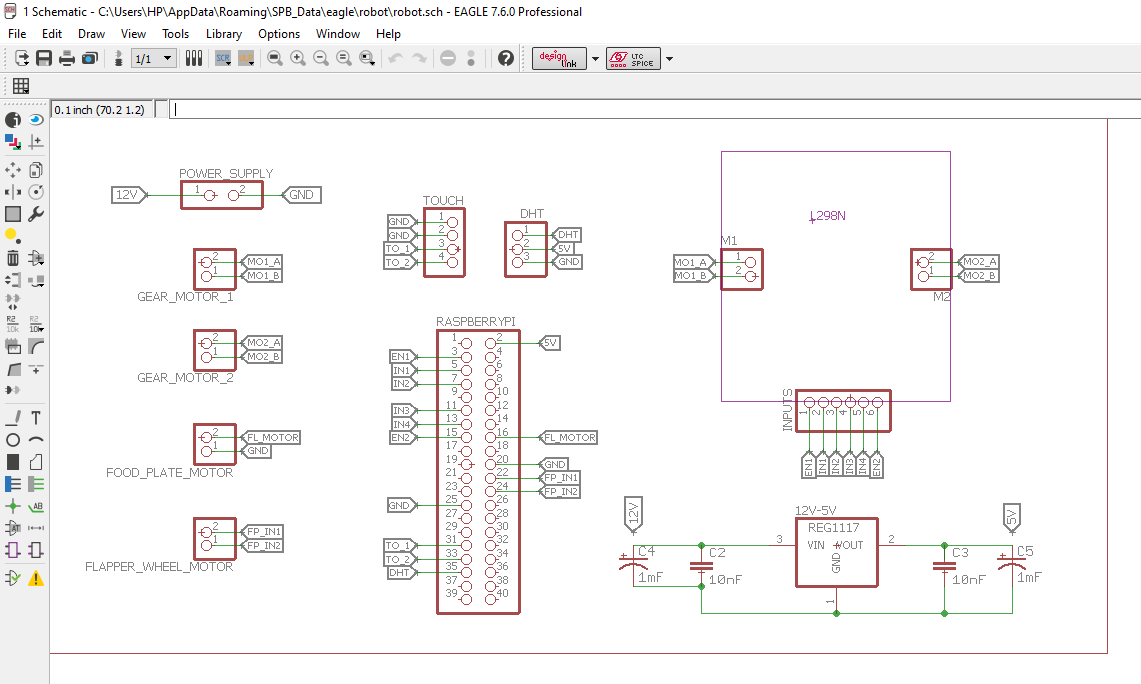 1 Schematic - C:\Users\HP\AppData\Roaming\SPB_Data\eagle\robot\robot.sch - EAGLE 7.6.0 Professional
File Edit Draw View Tools Library Options Window Help
1/1
design link
LTC SPICE
0.1 inch (70.2 1.2)
POWER_SUPPLY
12V 1 2 GND
2 MO1_A
1 MO1_B
GEAR_MOTOR_1
2 MO2_A
1 MO2_B
GEAR_MOTOR_2
2 FL_MOTOR
1 GND
FOOD_PLATE_MOTOR
2 FP_IN1
1 FP_IN2
FLAPPER_WHEEL_MOTOR
TOUCH
GND 1
GND 2
TO_1 3
TO_2 4
DHT
1 DHT
2 5V
3 GND
RASPBERRYPI
1 2 5V
EN1 3 4
IN1 5 6
IN2 7 8
9 10
IN3 11 12
IN4 13 14
EN2 15 16 FL_MOTOR
17 18
19 20 GND
21 22 FP_IN1
23 24 FP_IN2
GND 25 26
27 28
29 30
TO_1 31 32
TO_2 33 34
DHT 35 36
37 38
39 40
L298N
M1
MO1_A 1
MO1_B 2
2 MO2_A
1 MO2_B
M2
INPUTS
1 2 3 4 5 6
EN1 IN1 IN2 IN3 IN4 EN2
12V
12V-5V
REG1117
5V
3 VIN VOUT 2
GND
1
C4
1mF
C2
10nF
C3
10nF
C5
1mF